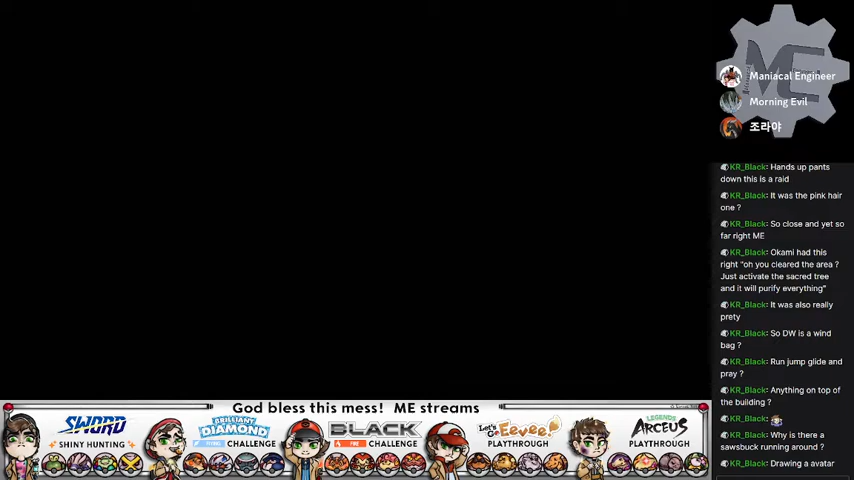 ME
Maniacal Engineer
Morning Evil
조라야
KR_Black: Hands up pants
down this is a raid
KR_Black: It was the pink hair
one ?
KR_Black: So close and yet so
far right ME
KR_Black: Okami had this
right "oh you cleared the area ?
Just activate the sacred tree
and it will purify everything"
KR_Black: It was also really
prety
KR_Black: So DW is a wind
bag ?
KR_Black: Run jump glide and
pray ?
KR_Black: Anything on top of
the building ?
KR_Black:
KR_Black: Why is there a
sawsbuck running around ?
KR_Black: Drawing a avatar
God bless this mess! ME streams
SWORD
SHINY HUNTING
BRILLIANT
DIAMOND
CHALLENGE
BLACK
FIRE CHALLENGE
Let's Go Eevee!
PLAYTHROUGH
LEGENDS
ARCEUS
PLAYTHROUGH